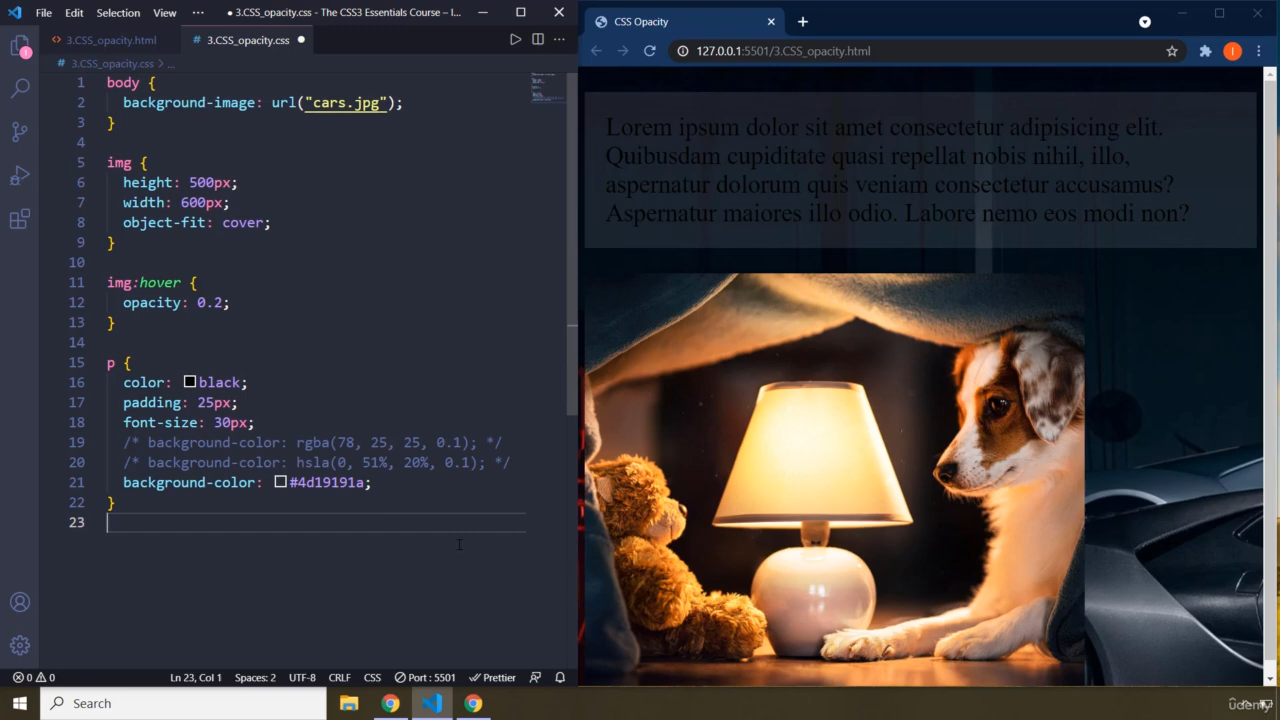 File Edit Selection View ··· ● 3.CSS_opacity.css - The CSS3 Essentials Course – I...
<> 3.CSS_opacity.html # 3.CSS_opacity.css ●
# 3.CSS_opacity.css > ...
1 body {
2 background-image: url("cars.jpg");
3 }
4
5 img {
6 height: 500px;
7 width: 600px;
8 object-fit: cover;
9 }
10
11 img:hover {
12 opacity: 0.2;
13 }
14
15 p {
16 color: black;
17 padding: 25px;
18 font-size: 30px;
19 /* background-color: rgba(78, 25, 25, 0.1); */
20 /* background-color: hsla(0, 51%, 20%, 0.1); */
21 background-color: #4d19191a;
22 }
23
1
0 0 Ln 23, Col 1 Spaces: 2 UTF-8 CRLF CSS Port : 5501 Prettier
CSS Opacity
127.0.0.1:5501/3.CSS_opacity.html
I
Lorem ipsum dolor sit amet consectetur adipisicing elit.
Quibusdam cupiditate quasi repellat nobis nihil, illo,
aspernatur dolorum quis veniam consectetur accusamus?
Aspernatur maiores illo odio. Labore nemo eos modi non?
Search
udemy